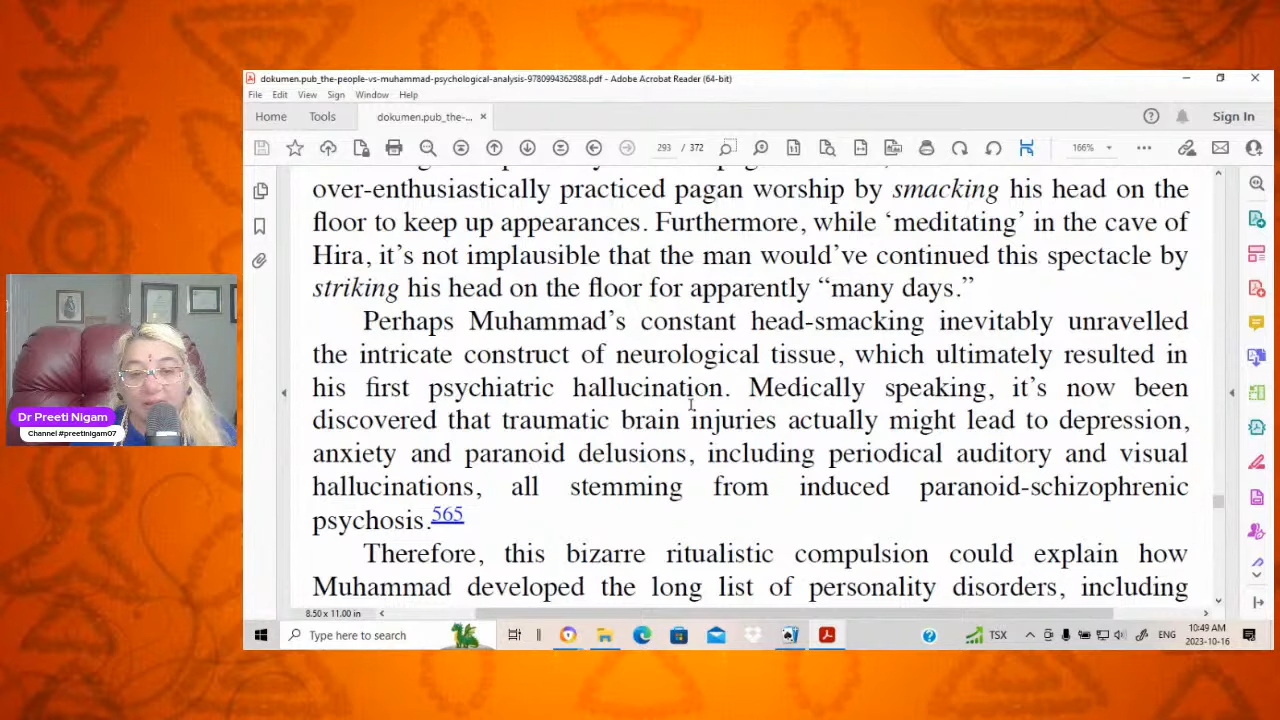 dokumen.pub_the-people-vs-muhammad-psychological-analysis-9780994362988.pdf - Adobe Acrobat Reader (64-bit)
File Edit View Sign Window Help
Home Tools dokumen.pub_the-... × Sign In
293 / 372 166%
over-enthusiastically practiced pagan worship by smacking his head on the
floor to keep up appearances. Furthermore, while ‘meditating’ in the cave of
Hira, it’s not implausible that the man would’ve continued this spectacle by
striking his head on the floor for apparently “many days.”
Perhaps Muhammad’s constant head-smacking inevitably unravelled
the intricate construct of neurological tissue, which ultimately resulted in
his first psychiatric hallucination. Medically speaking, it’s now been
discovered that traumatic brain injuries actually might lead to depression,
anxiety and paranoid delusions, including periodical auditory and visual
hallucinations, all stemming from induced paranoid-schizophrenic
psychosis.565
Therefore, this bizarre ritualistic compulsion could explain how
Muhammad developed the long list of personality disorders, including
8.50 x 11.00 in
Dr Preeti Nigam
Channel #preetinigam07
Type here to search
TSX
ENG
10:49 AM
2023-10-16